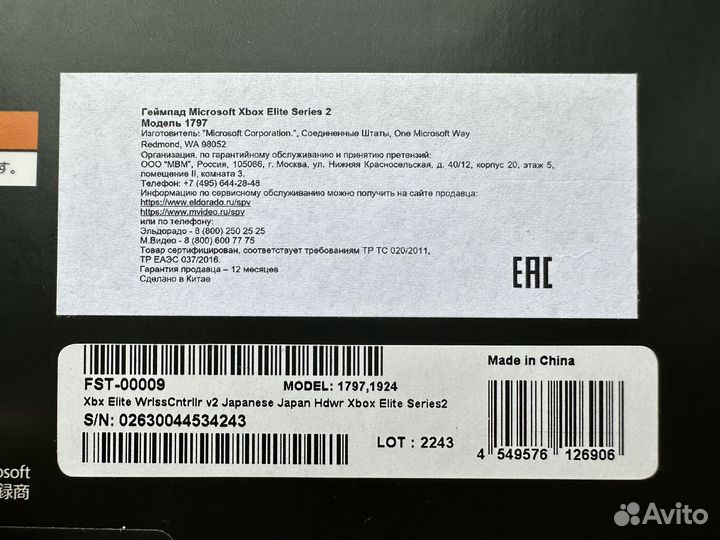 Геймпад Microsoft Xbox Elite Series 2
Модель 1797
Изготовитель: "Microsoft Corporation.", Соединенные Штаты, One Microsoft Way
Redmond, WA 98052
Организация, по гарантийному обслуживанию и принятию претензий:
ООО "МВМ", Россия, 105066, г. Москва, ул. Нижняя Красносельская, д. 40/12, корпус 20, этаж 5,
помещение II, комната 3.
Телефон: +7 (495) 644-28-48
Информацию по сервисному обслуживанию можно получить на сайте продавца:
https://www.eldorado.ru/spv
https://www.mvideo.ru/spv
или по телефону:
Эльдорадо - 8 (800) 250 25 25
М.Видео - 8 (800) 600 77 75
Товар сертифицирован, соответствует требованиям ТР ТС 020/2011,
ТР ЕАЭС 037/2016.
Гарантия продавца – 12 месяцев
Сделано в Китае
EAC
す。
FST-00009
MODEL: 1797,1924
Xbx Elite WrlssCntrllr v2 Japanese Japan Hdwr Xbox Elite Series2
S/N: 02630044534243
LOT : 2243
Made in China
4 549576 126906
osoft
録商
Avito